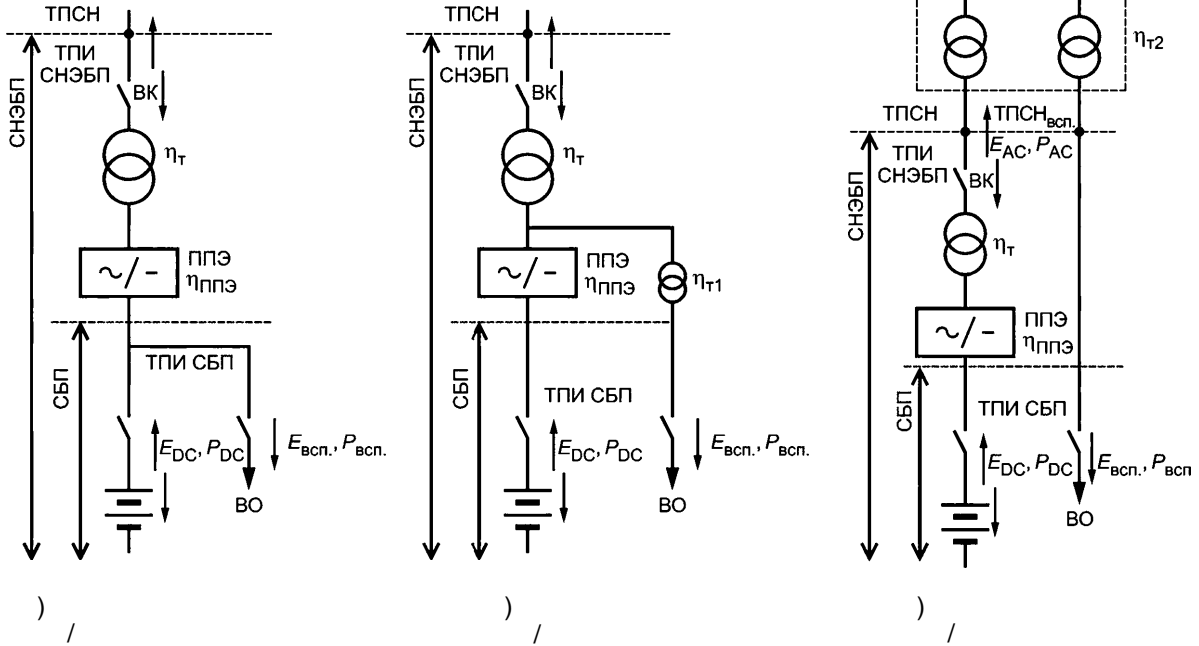 ТПСН
ТПИ
СНЭБП
ВК
СНЭБП
ηт
ППЭ
ηППЭ
~/-
СБП
ТПИ СБП
EDC, PDC
Eвсп., Pвсп.
ВО
)
/
ТПСН
ТПИ
СНЭБП
ВК
СНЭБП
ηт
ППЭ
ηППЭ
~/-
ηт1
СБП
ТПИ СБП
EDC, PDC
Eвсп., Pвсп.
ВО
)
/
ηт2
ТПСН
ТПСНвсп.
EAC, PAC
ТПИ
СНЭБП
ВК
СНЭБП
ηт
ППЭ
ηППЭ
~/-
СБП
ТПИ СБП
EDC, PDC
Eвсп., Pвсп
ВО
)
/